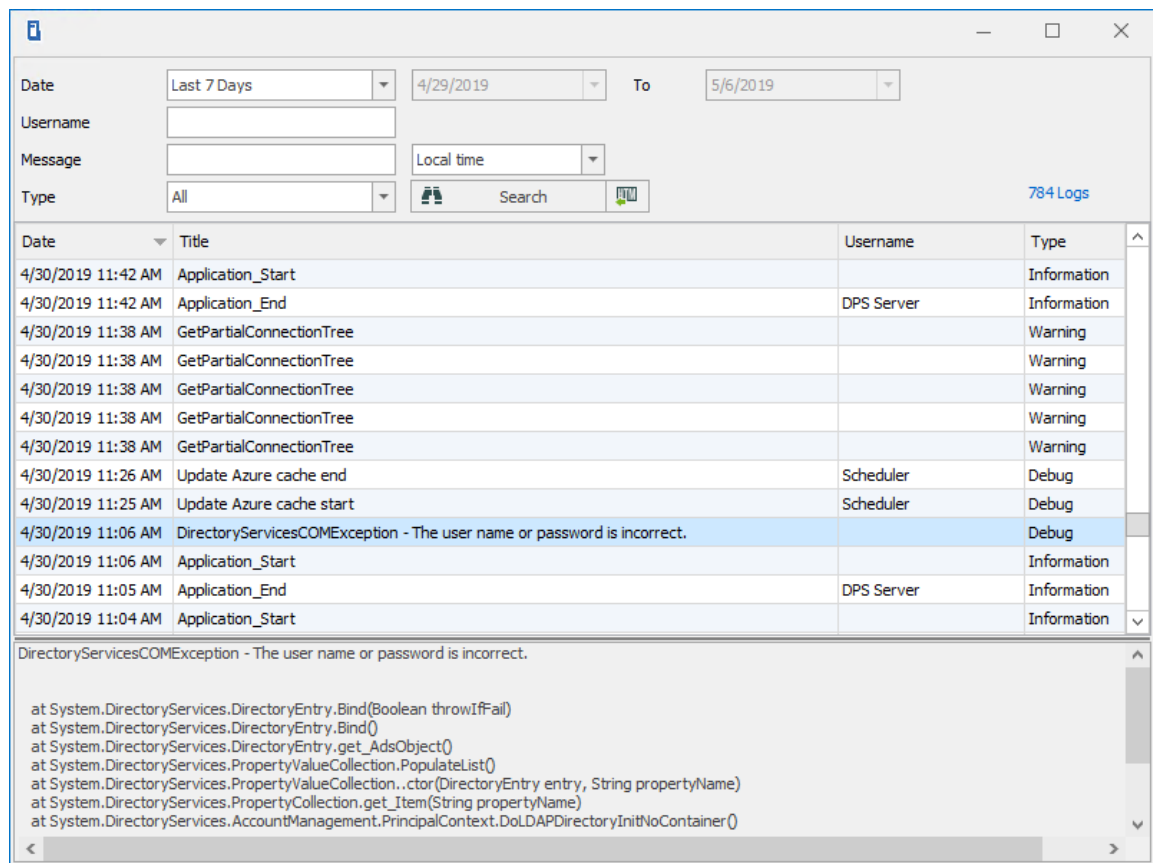 Date Last 7 Days 4/29/2019 To 5/6/2019
Username
Message Local time
Type All Search 784 Logs
Date Title Username Type
4/30/2019 11:42 AM Application_Start Information
4/30/2019 11:42 AM Application_End DPS Server Information
4/30/2019 11:38 AM GetPartialConnectionTree Warning
4/30/2019 11:38 AM GetPartialConnectionTree Warning
4/30/2019 11:38 AM GetPartialConnectionTree Warning
4/30/2019 11:38 AM GetPartialConnectionTree Warning
4/30/2019 11:38 AM GetPartialConnectionTree Warning
4/30/2019 11:26 AM Update Azure cache end Scheduler Debug
4/30/2019 11:25 AM Update Azure cache start Scheduler Debug
4/30/2019 11:06 AM DirectoryServicesCOMException - The user name or password is incorrect. Debug
4/30/2019 11:06 AM Application_Start Information
4/30/2019 11:05 AM Application_End DPS Server Information
4/30/2019 11:04 AM Application_Start Information
DirectoryServicesCOMException - The user name or password is incorrect.
at System.DirectoryServices.DirectoryEntry.Bind(Boolean throwIfFail)
at System.DirectoryServices.DirectoryEntry.Bind()
at System.DirectoryServices.DirectoryEntry.get_AdsObject()
at System.DirectoryServices.PropertyValueCollection.PopulateList()
at System.DirectoryServices.PropertyValueCollection..ctor(DirectoryEntry entry, String propertyName)
at System.DirectoryServices.PropertyCollection.get_Item(String propertyName)
at System.DirectoryServices.AccountManagement.PrincipalContext.DoLDAPDirectoryInitNoContainer()